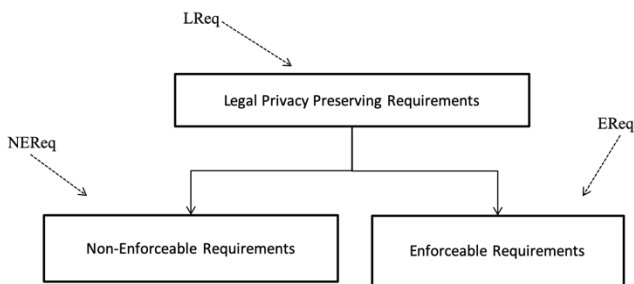 LReq
Legal Privacy Preserving Requirements
NEReq
EReq
Non-Enforceable Requirements
Enforceable Requirements